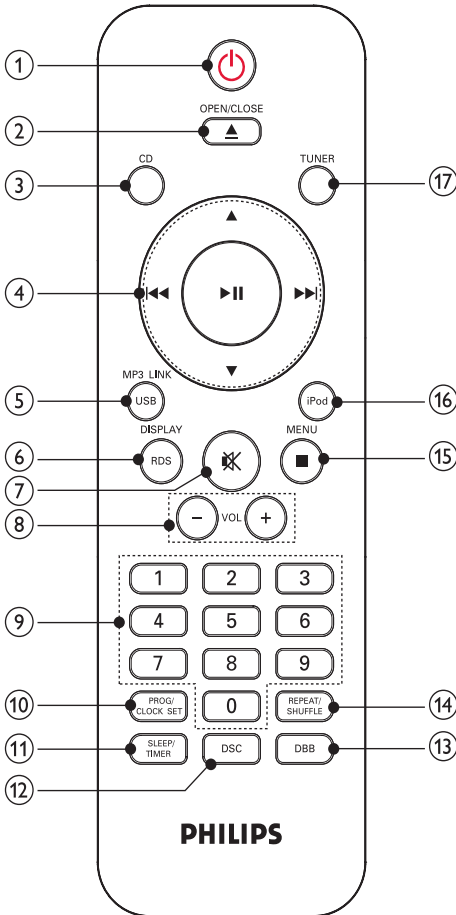 1
OPEN/CLOSE
2
CD
TUNER
3
17
4
MP3 LINK
5
USB
iPod
16
DISPLAY
MENU
6
RDS
15
7
8
VOL
1 2 3
9
4 5 6
7 8 9
10
PROG/
CLOCK SET
0
REPEAT/
SHUFFLE
14
11
SLEEP/
TIMER
DSC
DBB
13
12
PHILIPS